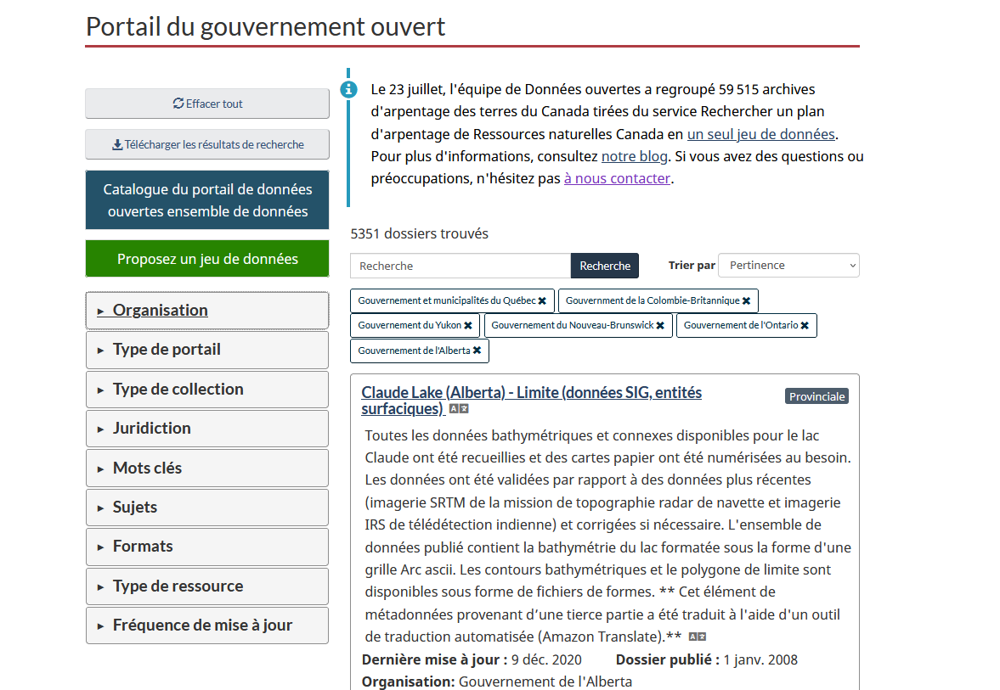 Portail du gouvernement ouvert
Effacer tout
Télécharger les résultats de recherche
Catalogue du portail de données
ouvertes ensemble de données
Proposez un jeu de données
Organisation
Type de portail
Type de collection
Juridiction
Mots clés
Sujets
Formats
Type de ressource
Fréquence de mise à jour
Le 23 juillet, l'équipe de Données ouvertes a regroupé 59 515 archives
d'arpentage des terres du Canada tirées du service Rechercher un plan
d'arpentage de Ressources naturelles Canada en un seul jeu de données.
Pour plus d'informations, consultez notre blog. Si vous avez des questions ou
préoccupations, n'hésitez pas à nous contacter.
5351 dossiers trouvés
Recherche Recherche Trier par Pertinence
Gouvernement et municipalités du Québec ✖ Gouvernment de la Colombie-Britannique ✖
Gouvernement du Yukon ✖ Gouvernement du Nouveau-Brunswick ✖ Gouvernement de l'Ontario ✖
Gouvernement de l'Alberta ✖
Claude Lake (Alberta) - Limite (données SIG, entités
surfaciques)
Provinciale
Toutes les données bathymétriques et connexes disponibles pour le lac
Claude ont été recueillies et des cartes papier ont été numérisées au besoin.
Les données ont été validées par rapport à des données plus récentes
(imagerie SRTM de la mission de topographie radar de navette et imagerie
IRS de télédétection indienne) et corrigées si nécessaire. L'ensemble de
données publié contient la bathymétrie du lac formatée sous la forme d'une
grille Arc ascii. Les contours bathymétriques et le polygone de limite sont
disponibles sous forme de fichiers de formes. ** Cet élément de
métadonnées provenant d’une tierce partie a été traduit à l'aide d'un outil
de traduction automatisée (Amazon Translate).**
Dernière mise à jour : 9 déc. 2020 Dossier publié : 1 janv. 2008
Organisation: Gouvernement de l'Alberta